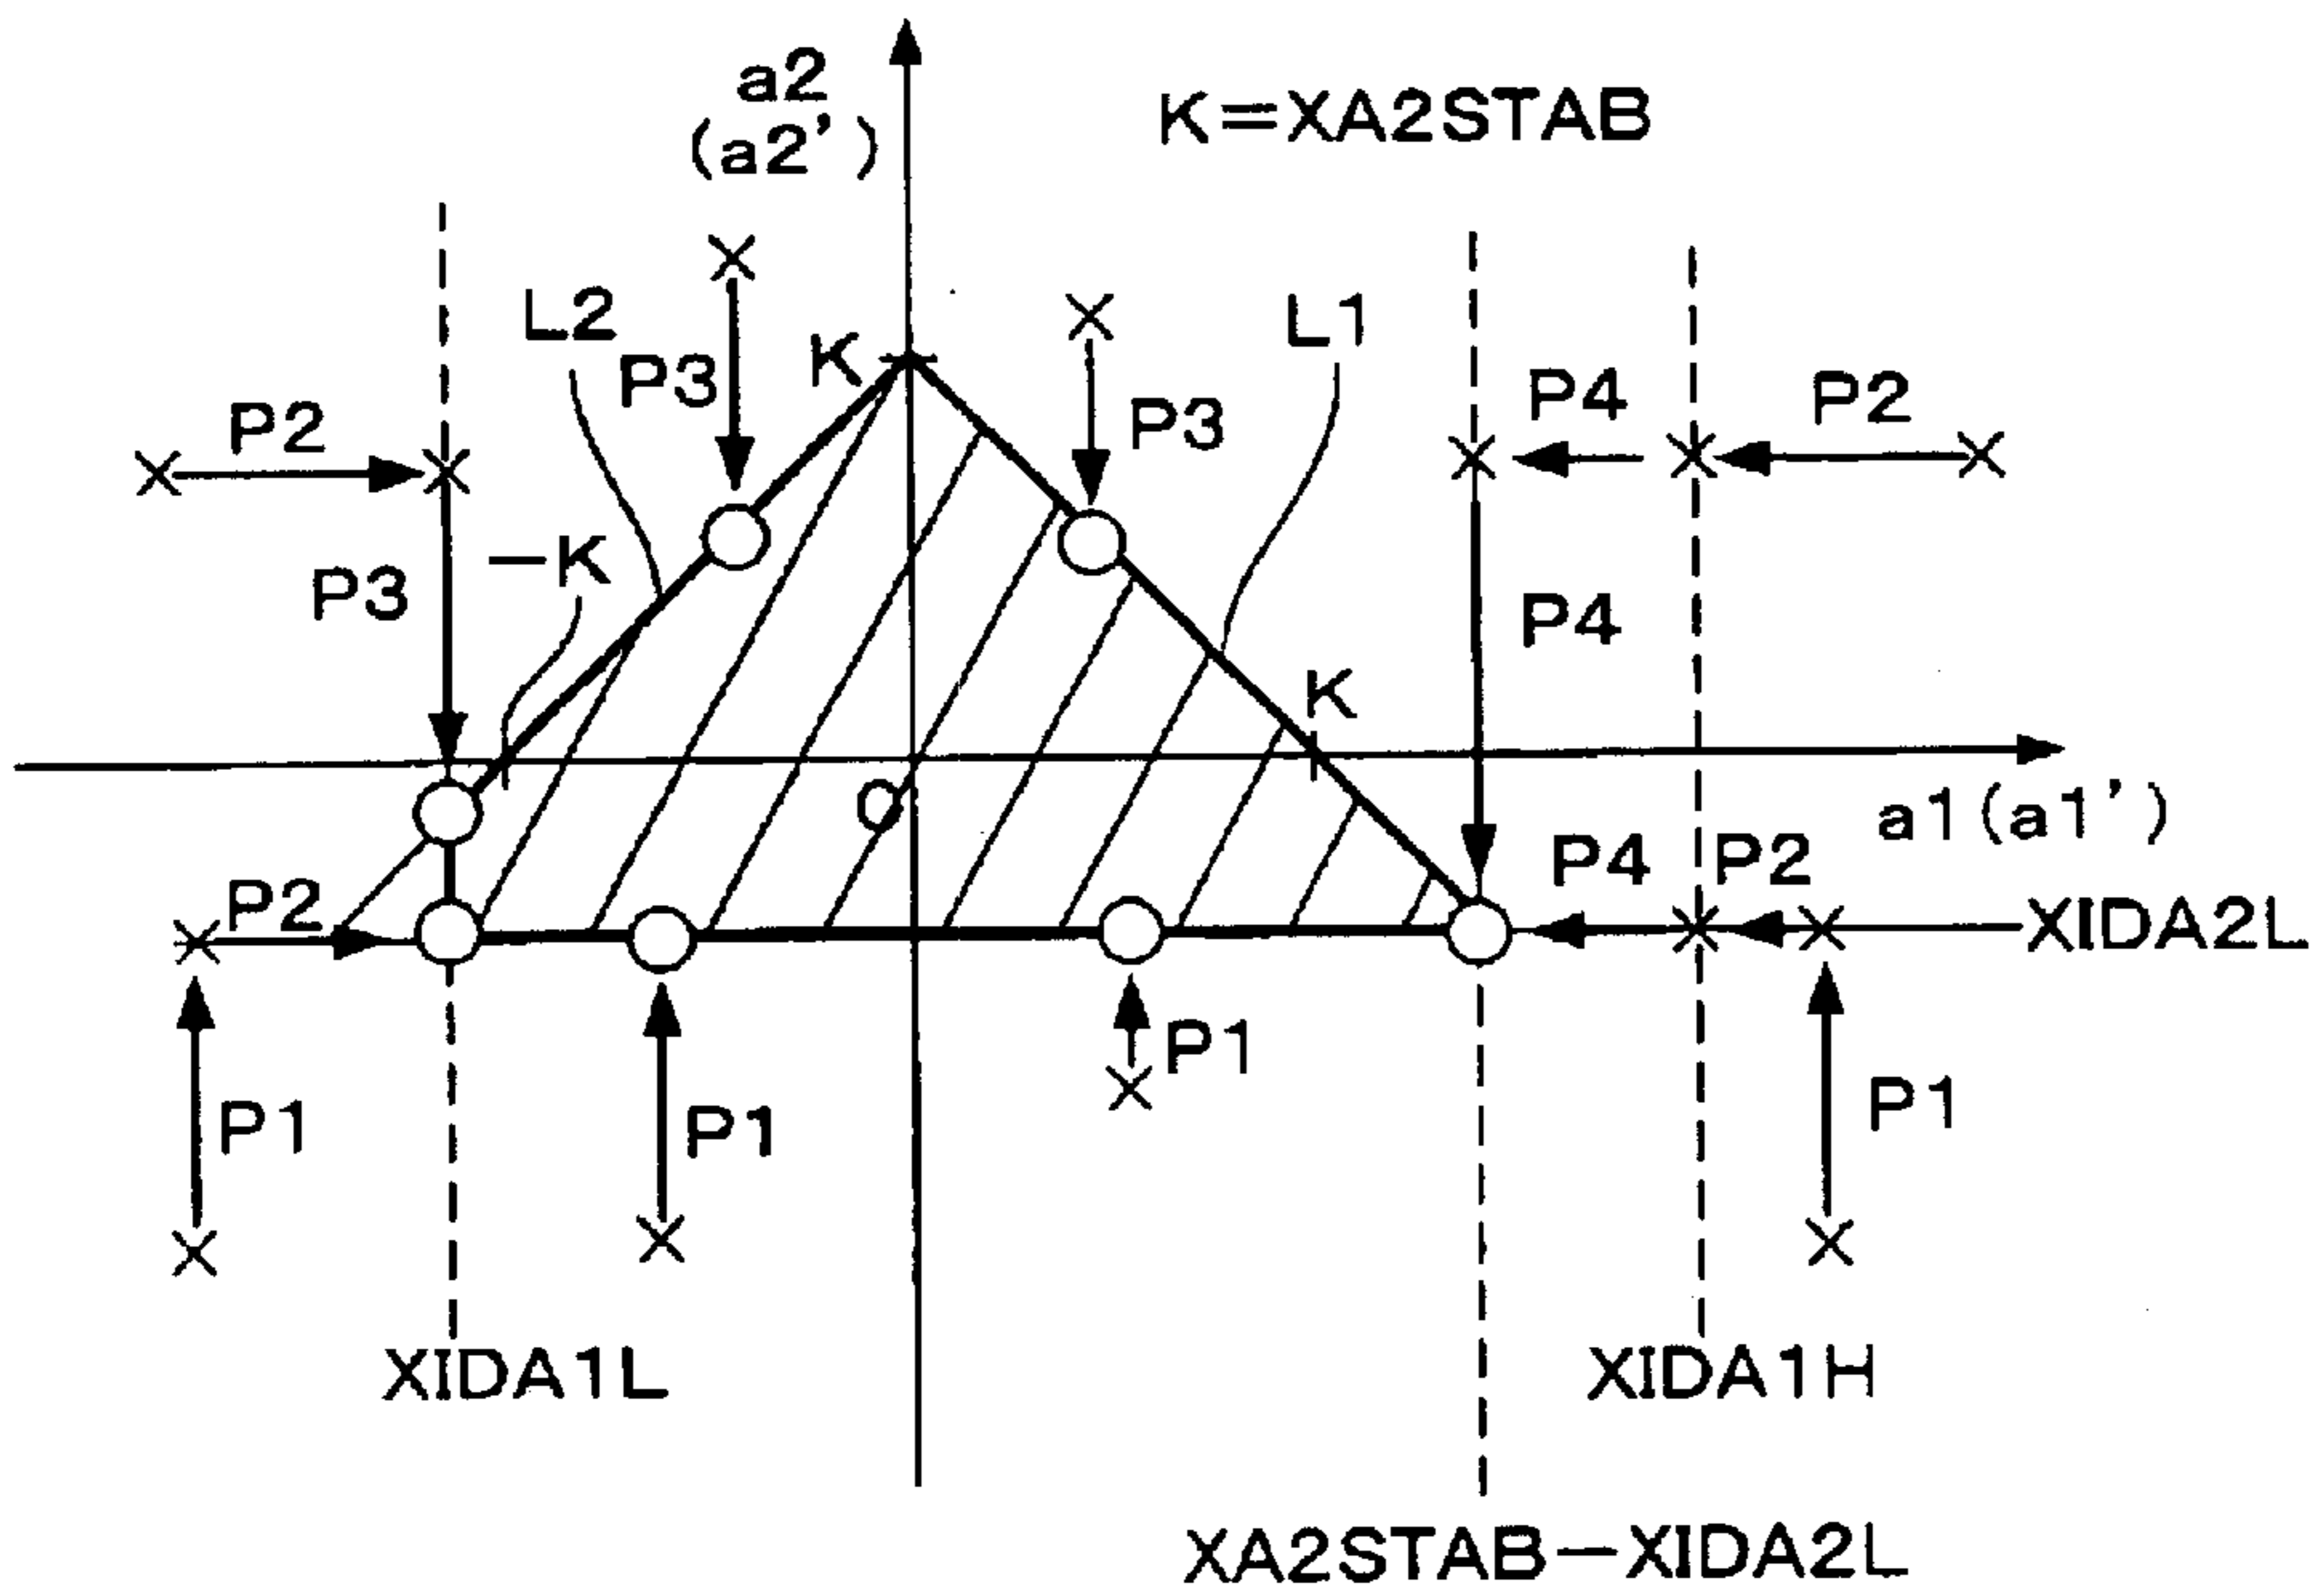 a2
(a2')
K=XA2STAB
L2
P3
K
L1
P4
P2
P2
P3
-K
P3
P4
K
O
a1(a1')
P2
P4
P2
XIDA2L
P1
P1
P1
P1
XIDA1L
XIDA1H
XA2STAB-XIDA2L